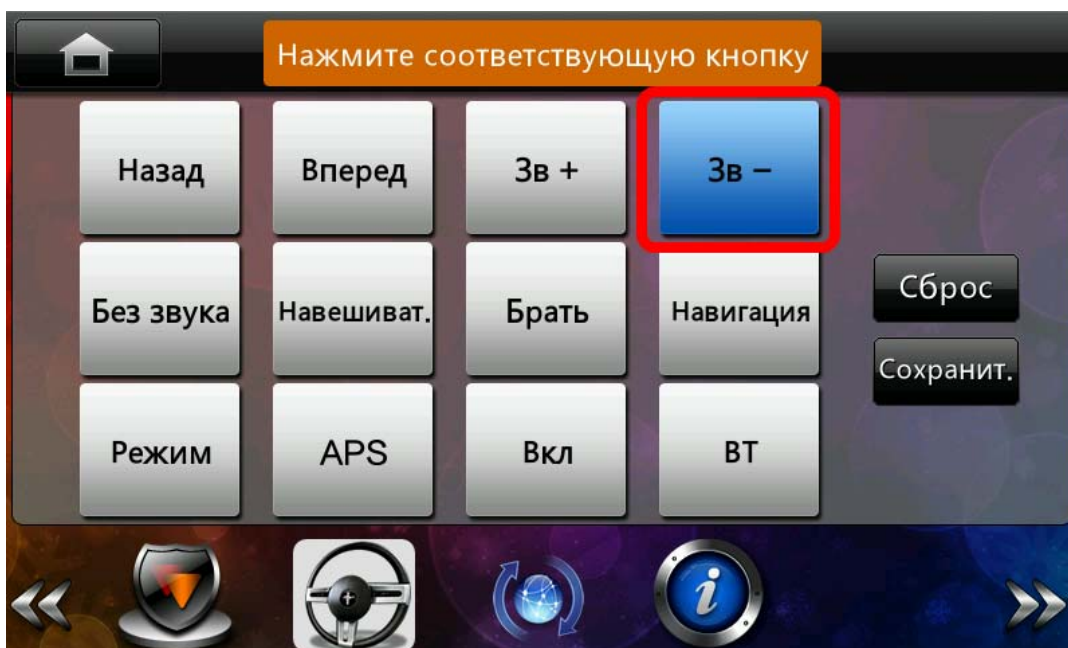 Нажмите соответствующую кнопку
Назад
Вперед
Зв +
Зв –
Без звука
Навешиват.
Брать
Навигация
Сброс
Сохранит.
Режим
APS
Вкл
BT
i